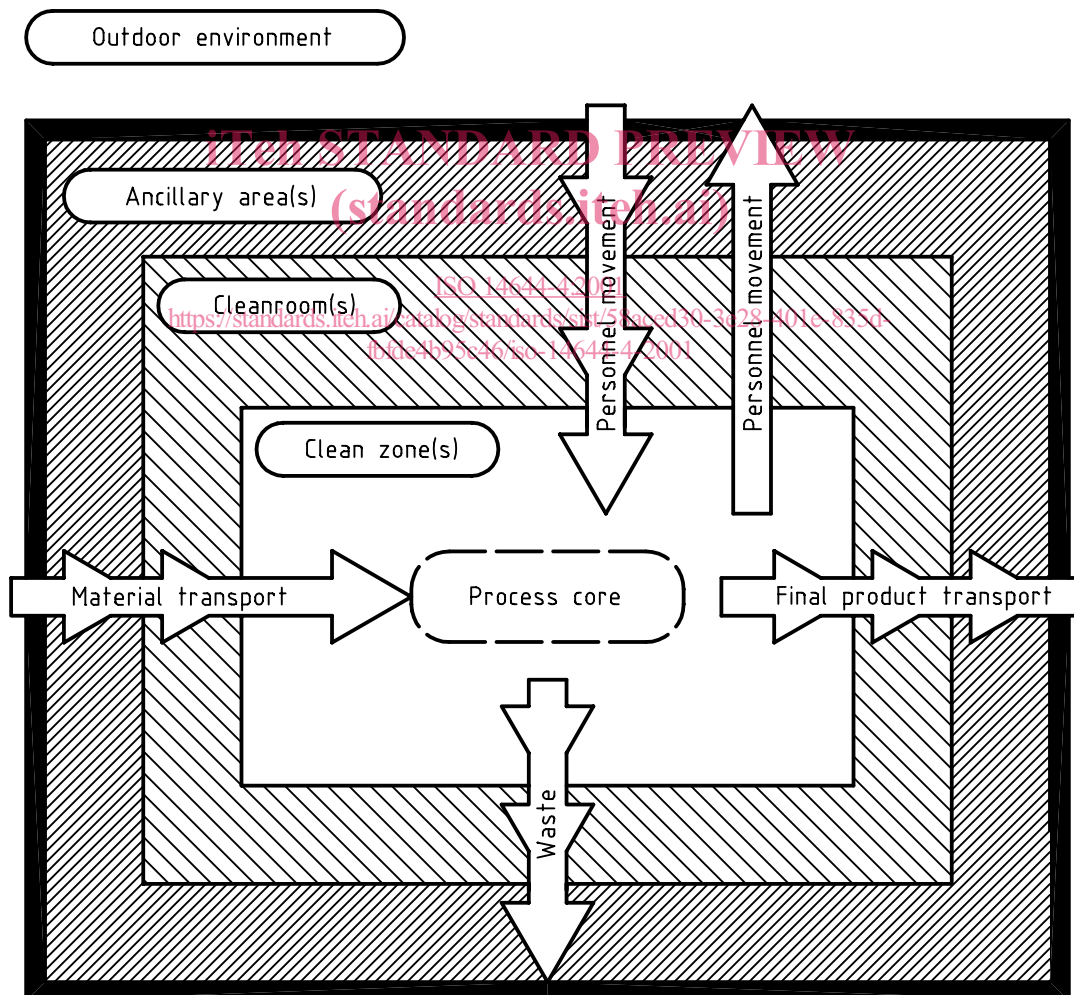 Outdoor environment
iTeh STANDARD PREVIEW
Ancillary area(s)
(standards.iteh.ai)
Personnel movement
Personnel movement
Cleanroom(s)
ISO 14644-4:2001
https://standards.iteh.ai/catalog/standards/sist/58aced30-3e28-401e-835d-
fbfde4b95c46/iso-14644-4-2001
Clean zone(s)
Material transport
Process core
Final product transport
Waste